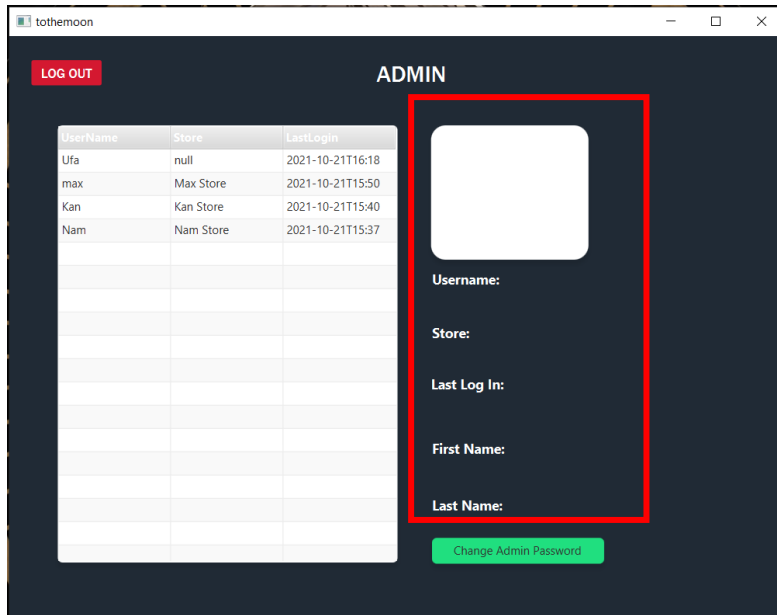 tothemoon
LOG OUT
ADMIN
UserName Store LastLogin
Ufa null 2021-10-21T16:18
max Max Store 2021-10-21T15:50
Kan Kan Store 2021-10-21T15:40
Nam Nam Store 2021-10-21T15:37
Username:
Store:
Last Log In:
First Name:
Last Name:
Change Admin Password